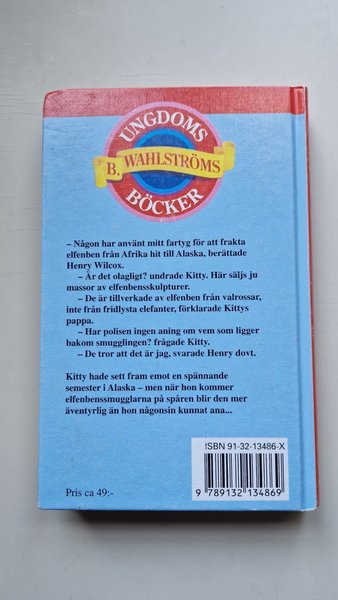 UNGDOMS
B. WAHLSTRÖMS
BÖCKER
– Någon har använt mitt fartyg för att frakta
elfenben från Afrika hit till Alaska, berättade
Henry Wilcox.
– Är det olagligt? undrade Kitty. Här säljs ju
massor av elfenbensskulpturer.
– De är tillverkade av elfenben från valrossar,
inte från fridlysta elefanter, förklarade Kittys
pappa.
– Har polisen ingen aning om vem som ligger
bakom smugglingen? frågade Kitty.
– De tror att det är jag, svarade Henry dovt.
Kitty hade sett fram emot en spännande
semester i Alaska – men när hon kommer
elfenbenssmugglarna på spåren blir den mer
äventyrlig än hon någonsin kunnat ana...
ISBN 91-32-13486-X
9 789132 134869
Pris ca 49:-